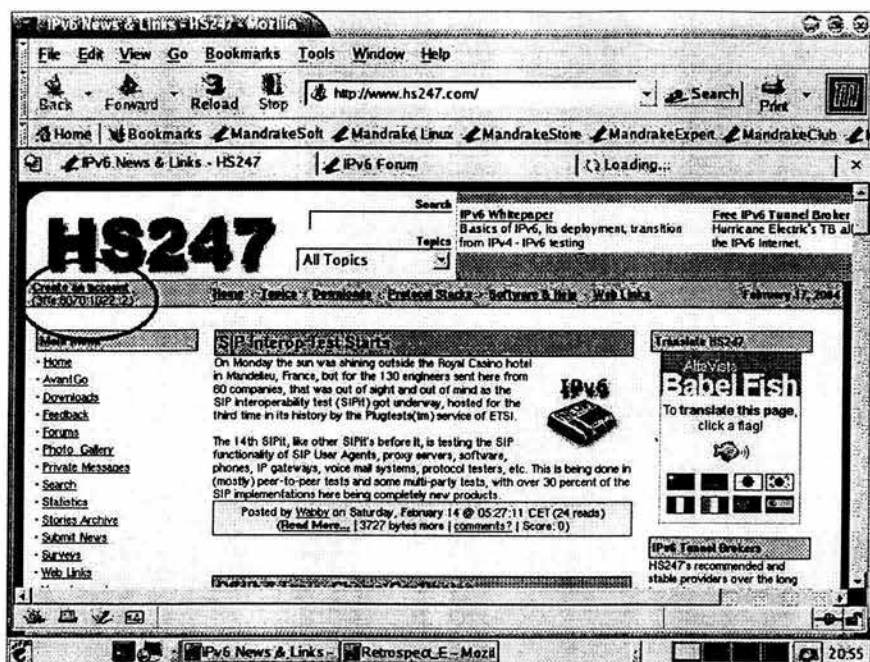 IPv6 News & Links - HS247 - Mozilla
File Edit View Go Bookmarks Tools Window Help
Back Forward Reload Stop http://www.hs247.com/ Search Print
Home Bookmarks MandrakeSoft Mandrake Linux MandrakeStore MandrakeExpert MandrakeClub
IPv6 News & Links - HS247 IPv6 Forum Loading...
HS247
Search
Topics
All Topics
IPv6 Whitepaper
Basics of IPv6, its deployment, transition
from IPv4 - IPv6 testing
Free IPv6 Tunnel Broker
Hurricane Electric's TB all
the IPv6 Internet.
Create an account
(3ffe:8070:1022::2)
Home - Topics - Downloads - Protocol Stacks - Software & Help - Web Links
February 17, 2004
Main Menu
· Home
· AvantGo
· Downloads
· Feedback
· Forums
· Photo Gallery
· Private Messages
· Search
· Statistics
· Stories Archive
· Submit News
· Surveys
· Web Links
SIP Interop Test Starts
On Monday the sun was shining outside the Royal Casino hotel
in Mandelieu, France, but for the 130 engineers sent here from
60 companies, that was out of sight and out of mind as the
SIP interoperability test (SIPit) got underway, hosted for the
third time in its history by the Plugtests(tm) service of ETSI.
IPv6
The 14th SIPit, like other SIPit's before it, is testing the SIP
functionality of SIP User Agents, proxy servers, software,
phones, IP gateways, voice mail systems, protocol testers, etc. This is being done in
(mostly) peer-to-peer tests and some multi-party tests, with over 30 percent of the
SIP implementations here being completely new products.
Posted by Wabby on Saturday, February 14 @ 05:27:11 CET (24 reads)
(Read More... | 3727 bytes more | comments? | Score: 0)
Translate HS247
AltaVista
Babel Fish
To translate this page,
click a flag!
IPv6 Tunnel Brokers
HS247's recommended and
stable providers over the long
IPv6 News & Links - Retrospect_E - Mozil 20:55